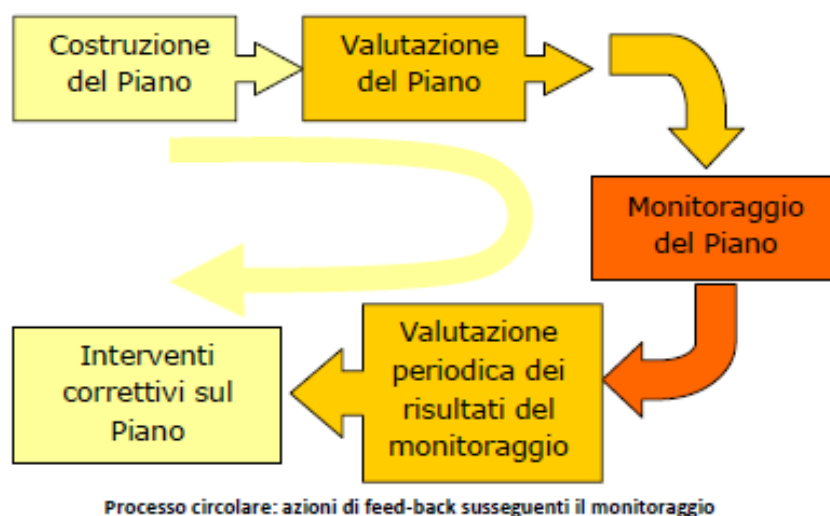 Costruzione
del Piano
Valutazione
del Piano
Monitoraggio
del Piano
Valutazione
periodica dei
risultati del
monitoraggio
Interventi
correttivi sul
Piano
Processo circolare: azioni di feed-back susseguenti il monitoraggio